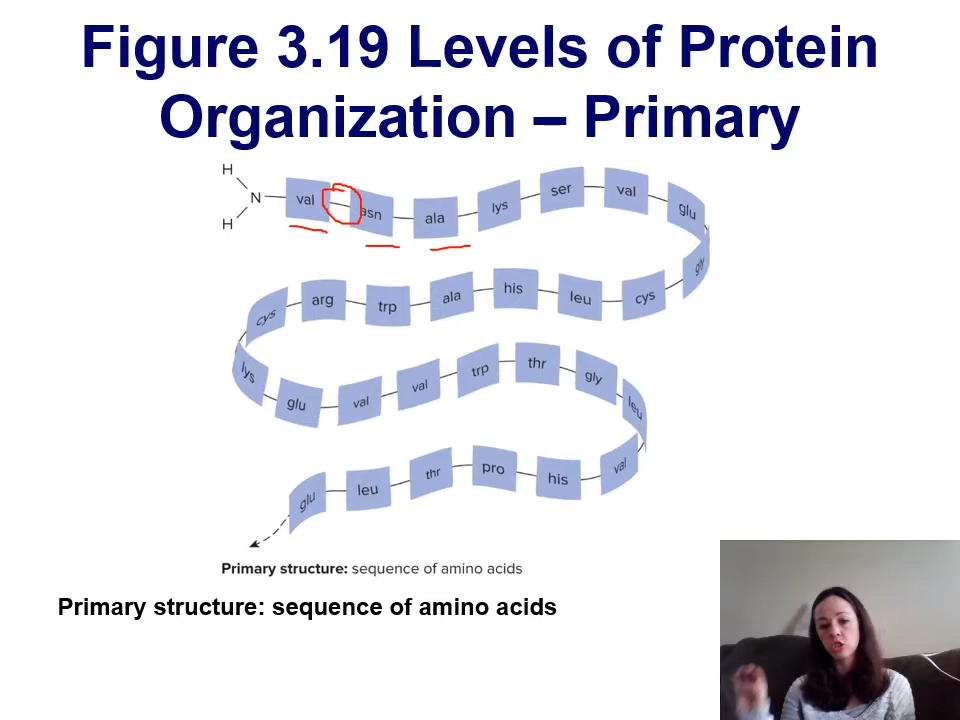 Figure 3.19 Levels of Protein
Organization – Primary
H
N
H
val asn ala lys ser val glu
gly
cys arg trp ala his leu cys
lys glu val val trp thr gly leu
glu leu thr pro his val
Primary structure: sequence of amino acids
Primary structure: sequence of amino acids